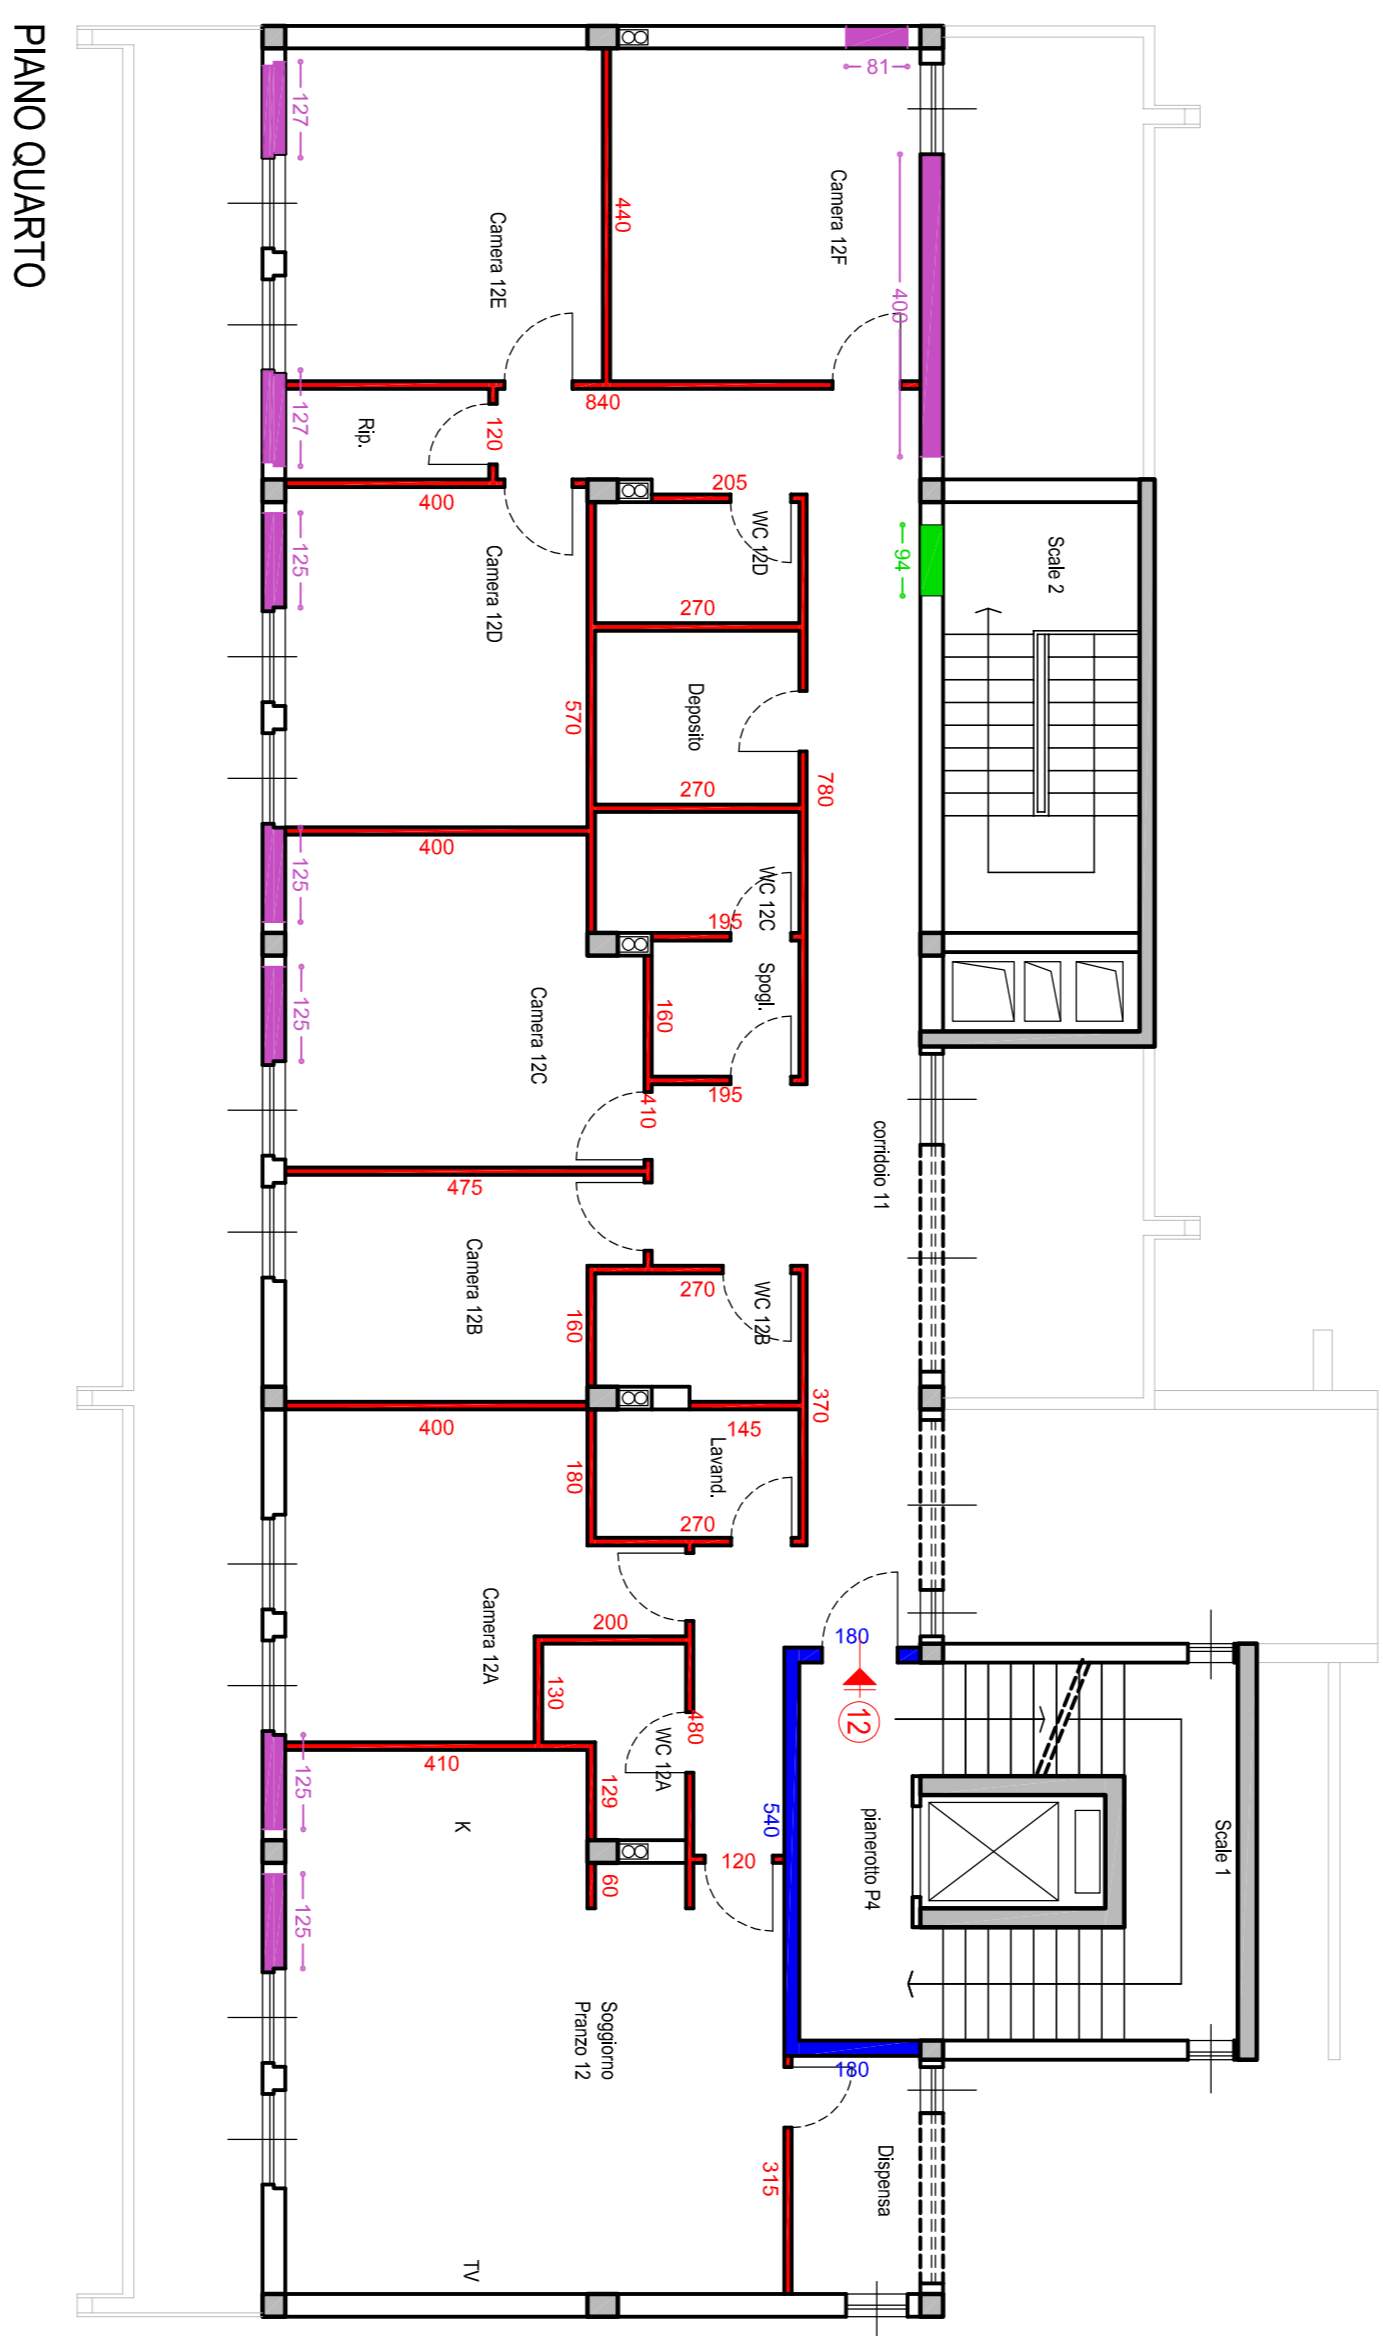 PIANO QUARTO
81
127
Camera 12F
440
Camera 12E
400
840
127
Rip.
120
205
400
WC 12D
94
Scale 2
125
Camera 12D
270
Deposito
570
270
780
400
125
WC 12C
195
Spogl.
125
Camera 12C
160
195
410
corridoio 11
475
Camera 12B
270
WC 12B
160
370
400
145
Lavand.
180
270
Camera 12A
200
180
130
480
12
WC 12A
410
125
129
540
K
pianerotto P4
Scale 1
120
60
125
Soggiorno
Pranzo 12
180
315
Dispensa
TV